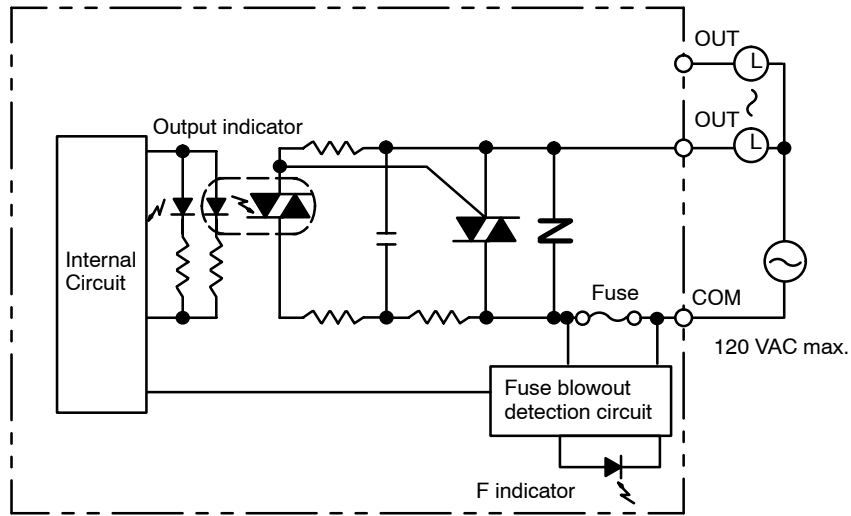 OUT
L
OUT
L
Output indicator
Internal
Circuit
Fuse
COM
120 VAC max.
Fuse blowout
detection circuit
F indicator